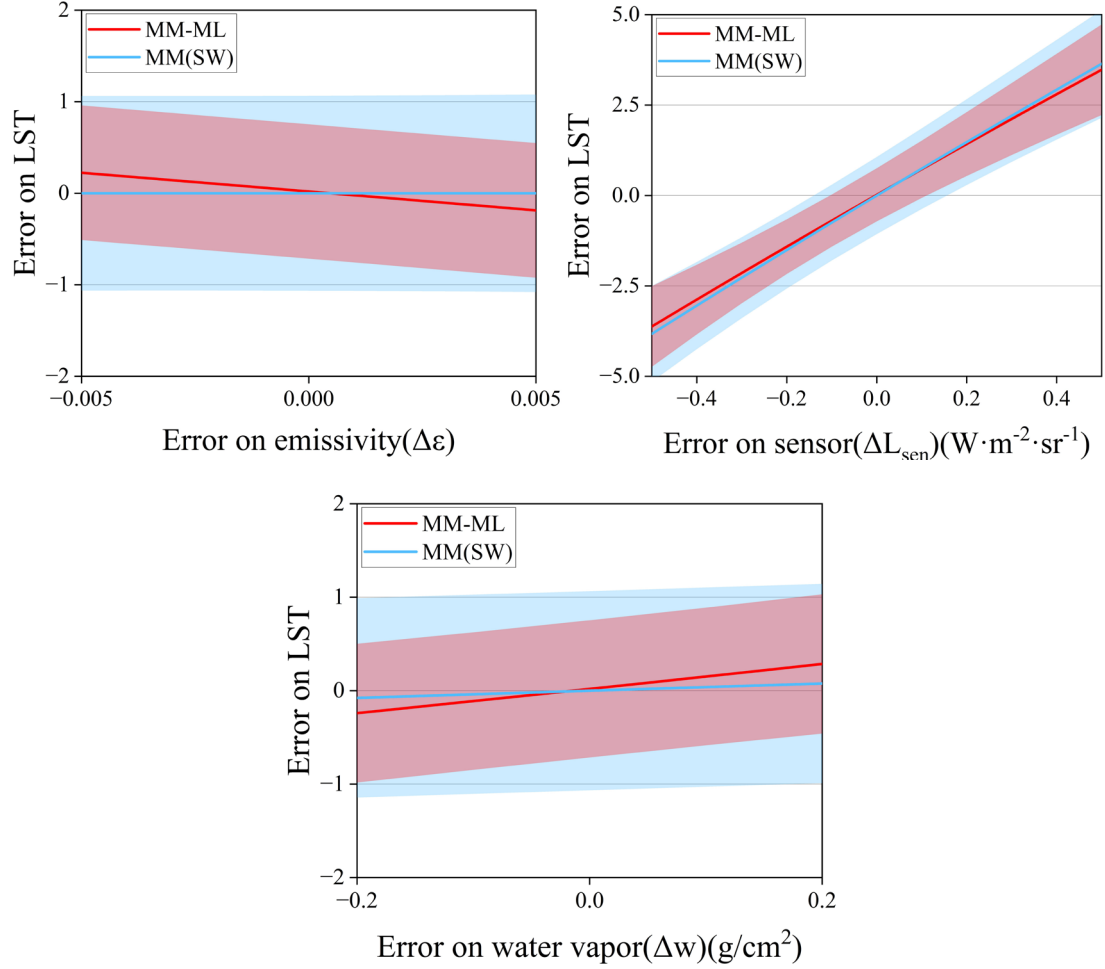 2
1
0
−1
−2
Error on LST
MM-ML
MM(SW)
−0.005
0.000
0.005
Error on emissivity(Δε)
5.0
2.5
0.0
−2.5
−5.0
Error on LST
MM-ML
MM(SW)
−0.4
−0.2
0.0
0.2
0.4
Error on sensor(ΔL_sen)(W·m⁻²·sr⁻¹)
2
1
0
−1
−2
Error on LST
MM-ML
MM(SW)
−0.2
0.0
0.2
Error on water vapor(Δw)(g/cm²)